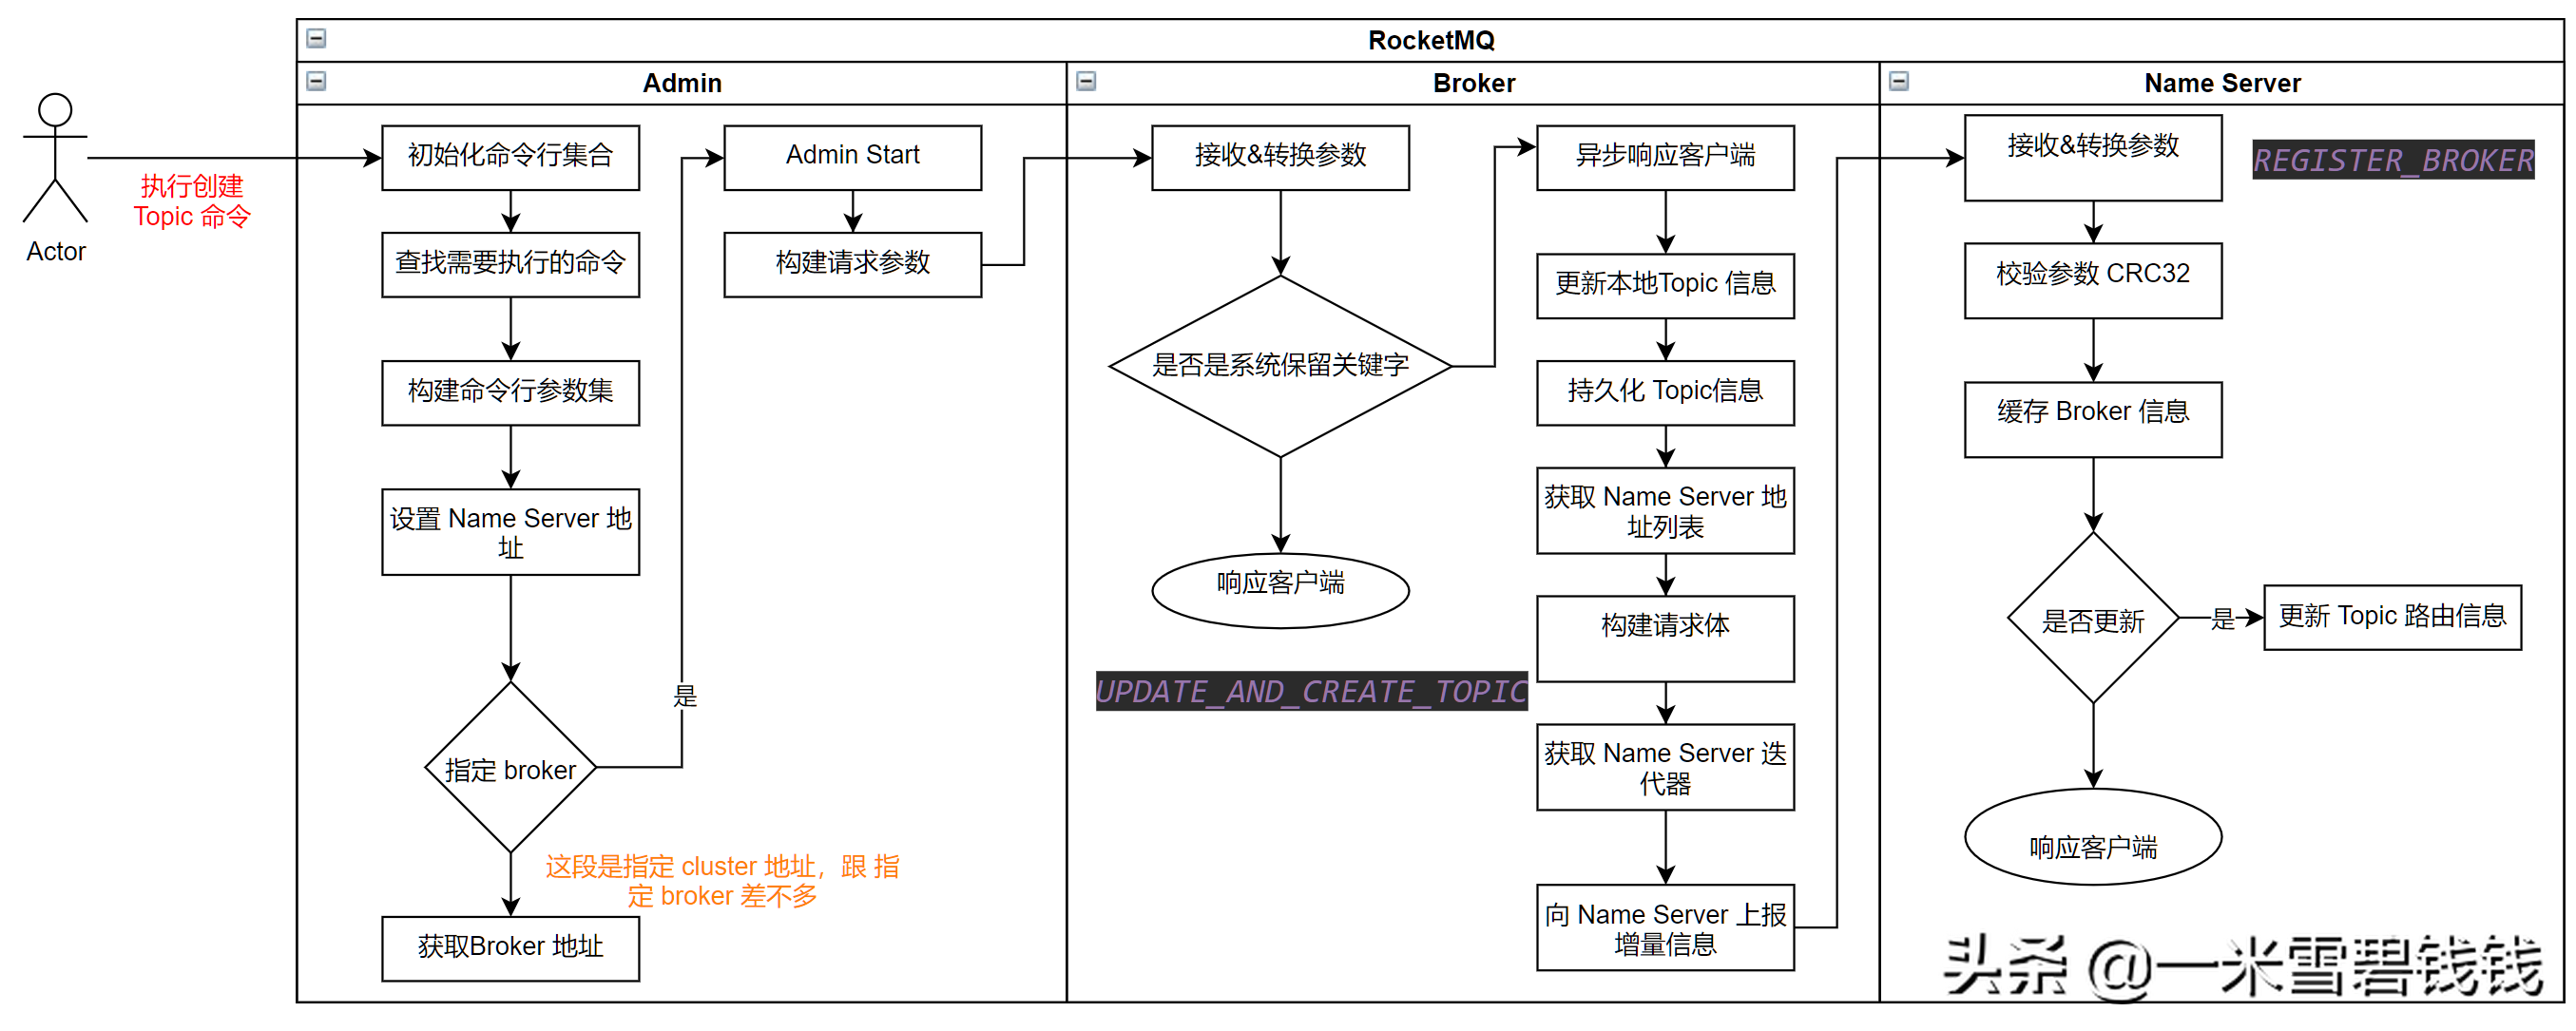 RocketMQ
Admin
Broker
Name Server
Actor
执行创建
Topic 命令
初始化命令行集合
查找需要执行的命令
构建命令行参数集
设置 Name Server 地
址
指定 broker
是
这段是指定 cluster 地址，跟 指
定 broker 差不多
获取Broker 地址
Admin Start
构建请求参数
接收&转换参数
是否是系统保留关键字
响应客户端
UPDATE_AND_CREATE_TOPIC
异步响应客户端
更新本地Topic 信息
持久化 Topic信息
获取 Name Server 地
址列表
构建请求体
获取 Name Server 迭
代器
向 Name Server 上报
增量信息
接收&转换参数
REGISTER_BROKER
校验参数 CRC32
缓存 Broker 信息
是否更新
是
更新 Topic 路由信息
响应客户端
头条 @一米雪碧钱钱